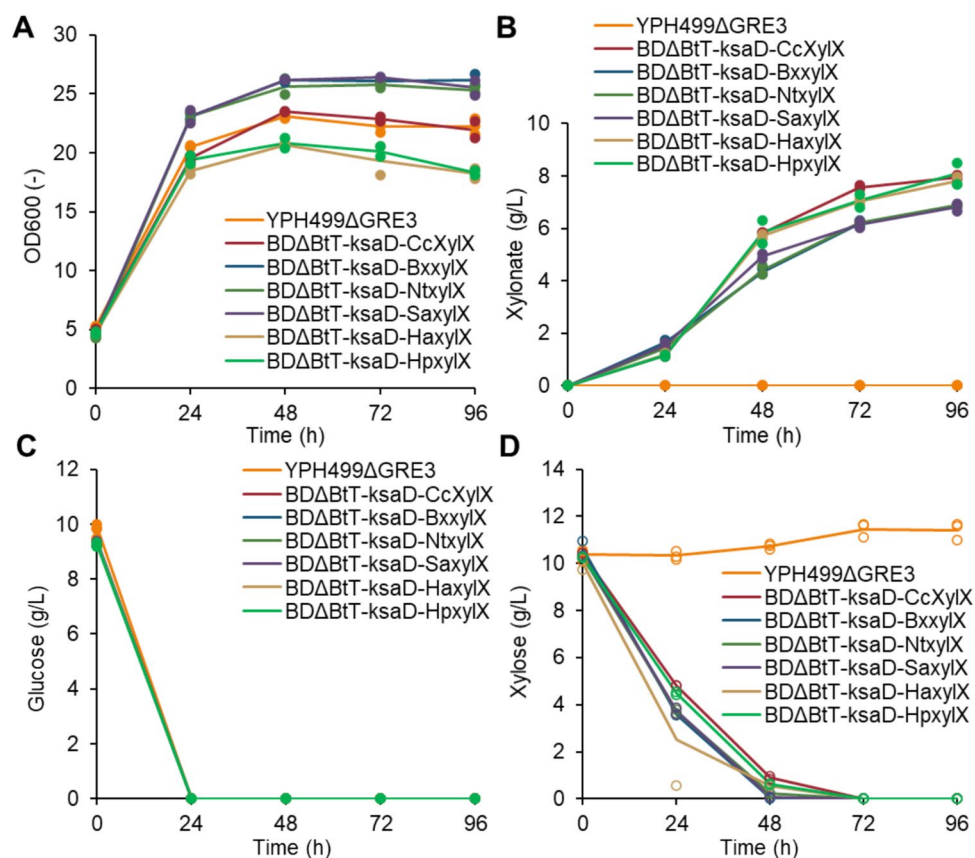 A
OD600 (-)
30
25
20
15
10
5
0
0 24 48 72 96
Time (h)
YPH499ΔGRE3
BDΔBtT-ksaD-CcXylX
BDΔBtT-ksaD-BxxylX
BDΔBtT-ksaD-NtxylX
BDΔBtT-ksaD-SaxylX
BDΔBtT-ksaD-HaxylX
BDΔBtT-ksaD-HpxylX
B
YPH499ΔGRE3
BDΔBtT-ksaD-CcXylX
BDΔBtT-ksaD-BxxylX
BDΔBtT-ksaD-NtxylX
BDΔBtT-ksaD-SaxylX
BDΔBtT-ksaD-HaxylX
BDΔBtT-ksaD-HpxylX
Xylonate (g/L)
10
8
6
4
2
0
0 24 48 72 96
Time (h)
C
Glucose (g/L)
12
10
8
6
4
2
0
0 24 48 72 96
Time (h)
YPH499ΔGRE3
BDΔBtT-ksaD-CcXylX
BDΔBtT-ksaD-BxxylX
BDΔBtT-ksaD-NtxylX
BDΔBtT-ksaD-SaxylX
BDΔBtT-ksaD-HaxylX
BDΔBtT-ksaD-HpxylX
D
Xylose (g/L)
14
12
10
8
6
4
2
0
0 24 48 72 96
Time (h)
YPH499ΔGRE3
BDΔBtT-ksaD-CcXylX
BDΔBtT-ksaD-BxxylX
BDΔBtT-ksaD-NtxylX
BDΔBtT-ksaD-SaxylX
BDΔBtT-ksaD-HaxylX
BDΔBtT-ksaD-HpxylX